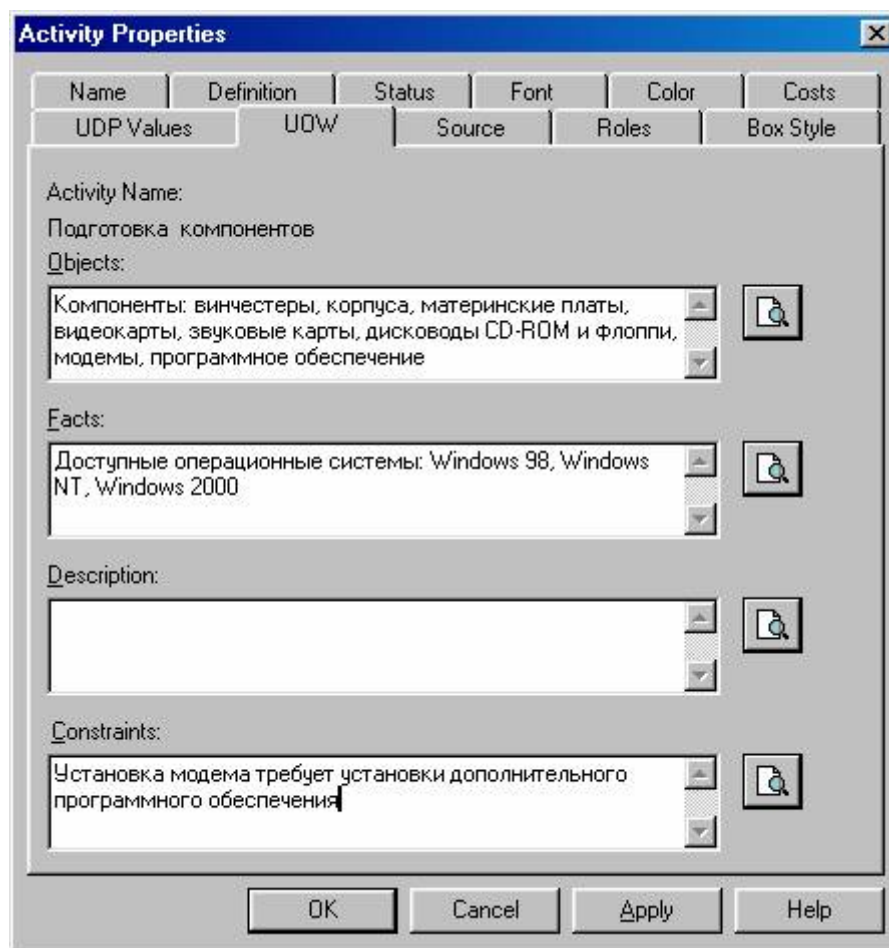 Activity Properties
Name Definition Status Font Color Costs
UDP Values UOW Source Roles Box Style
Activity Name:
Подготовка компонентов
Objects:
Компоненты: винчестеры, корпуса, материнские платы,
видеокарты, звуковые карты, дисководы CD-ROM и флоппи,
модемы, программное обеспечение
Facts:
Доступные операционные системы: Windows 98, Windows
NT, Windows 2000
Description:
Constraints:
Установка модема требует установки дополнительного
программного обеспечения
OK Cancel Apply Help